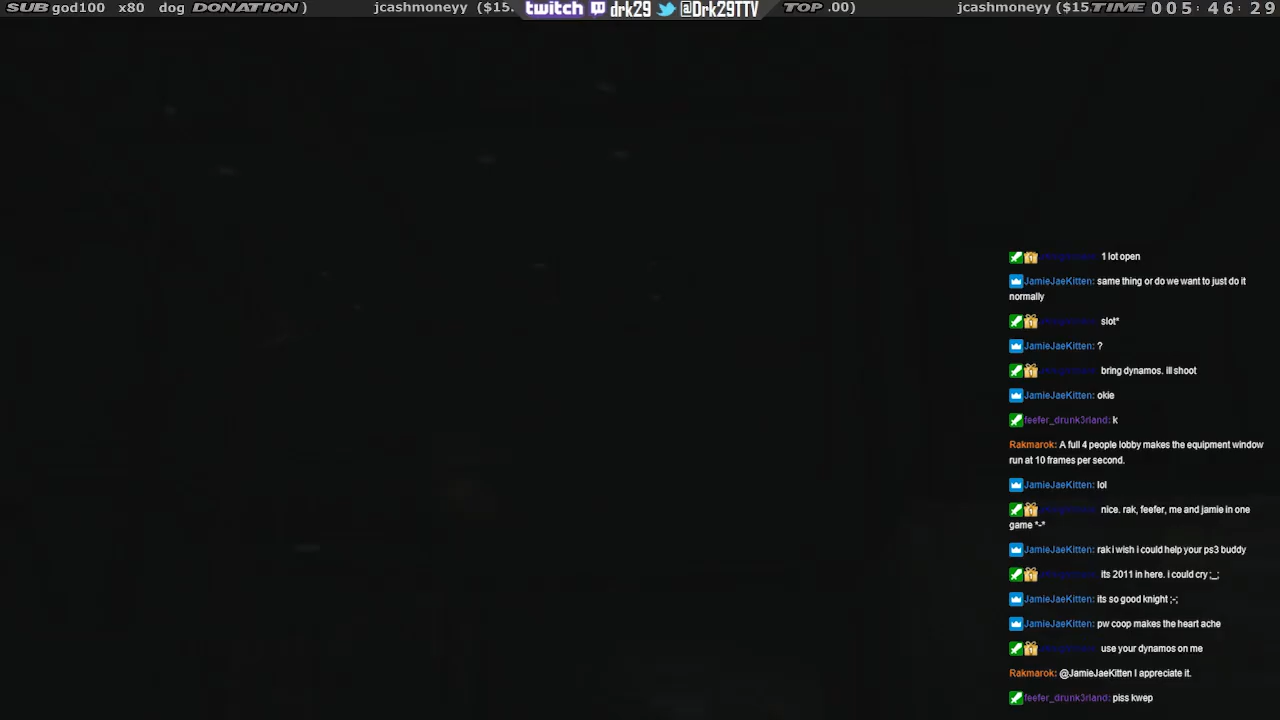 SUB god100 x80 dog DONATION ) jcashmoneyy ($15. twitch drk29 @Drk29TTV TOP .00) jcashmoneyy ($15. TIME 005:46:29
1 lot open
JamieJaeKitten: same thing or do we want to just do it
normally
slot*
JamieJaeKitten: ?
bring dynamos. ill shoot
JamieJaeKitten: okie
feefer_drunk3rland: k
Rakmarok: A full 4 people lobby makes the equipment window
run at 10 frames per second.
JamieJaeKitten: lol
nice. rak, feefer, me and jamie in one
game *-*
JamieJaeKitten: rak i wish i could help your ps3 buddy
its 2011 in here. i could cry ;_;
JamieJaeKitten: its so good knight ;-;
JamieJaeKitten: pw coop makes the heart ache
use your dynamos on me
Rakmarok: @JamieJaeKitten I appreciate it.
feefer_drunk3rland: piss kwep